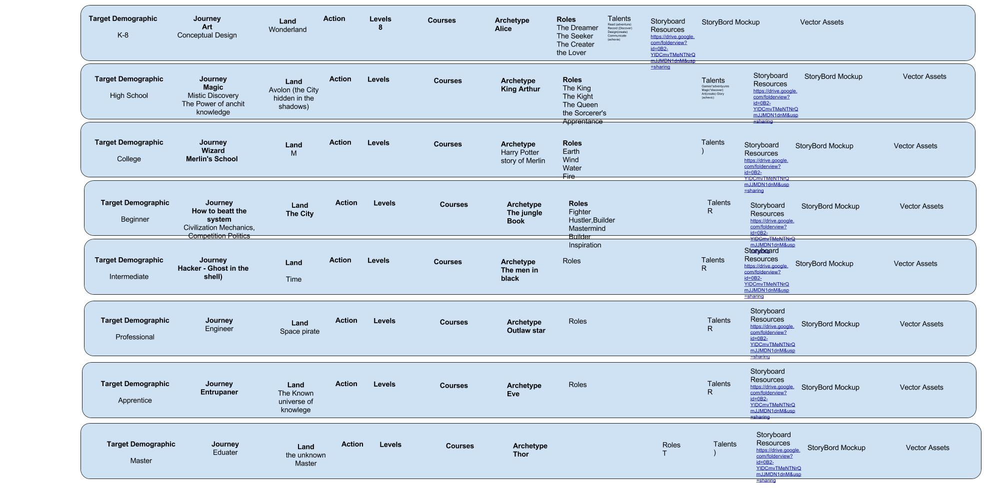 Target Demographic
K-8
Journey
Art
Conceptual Design
Land
Wonderland
Action
Levels
8
Courses
Archetype
Alice
Roles
The Dreamer
The Seeker
The Creater
the Lover
Talents
Read (adventure)
Record (Discover)
Design(create)
Communicate
(achevie)
Storyboard
Resources
https://drive.google.
com/folderview?
id=0B2-
YIDCmvTMeNTNrQ
mJJMDN1dnM&usp
=sharing
StoryBord Mockup
Vector Assets
Target Demographic
High School
Journey
Magic
Mistic Discovery
The Power of anchit
knowledge
Land
Avolon (the City
hidden in the
shadows)
Action
Levels
Courses
Archetype
King Arthur
Roles
The King
The Kight
The Queen
the Sorcerer's
Apprentance
Talents
Games"adventyures
Magic"discover)
Art(create) Glory
(achevic)
Storyboard
Resources
https://drive.google.
com/folderview?
id=0B2-
YIDCmvTMeNTNrQ
mJJMDN1dnM&usp
=sharing
StoryBord Mockup
Vector Assets
Target Demographic
College
Journey
Wizard
Merlin's School
Land
M
Action
Levels
Courses
Archetype
Harry Potter
story of Merlin
Roles
Earth
Wind
Water
Fire
Talents
)
Storyboard
Resources
https://drive.google.
com/folderview?
id=0B2-
YIDCmvTMeNTNrQ
mJJMDN1dnM&usp
=sharing
StoryBord Mockup
Vector Assets
Target Demographic
Beginner
Journey
How to beatt the
system
Civilization Mechanics,
Competition Politics
Land
The City
Action
Levels
Courses
Archetype
The jungle
Book
Roles
Fighter
Hustler,Builder
Mastermind
Builder
Inspiration
Talents
R
Storyboard
Resources
https://drive.google.
com/folderview?
id=0B2-
YIDCmvTMeNTNrQ
mJJMDN1dnM&usp
=sharing
StoryBord Mockup
Vector Assets
Target Demographic
Intermediate
Journey
Hacker - Ghost in the
shell)
Land
Time
Action
Levels
Courses
Archetype
The men in
black
Roles
Talents
R
Storyboard
Resources
https://drive.google.
com/folderview?
id=0B2-
YIDCmvTMeNTNrQ
mJJMDN1dnM&usp
=sharing
StoryBord Mockup
Vector Assets
Target Demographic
Professional
Journey
Engineer
Land
Space pirate
Action
Levels
Courses
Archetype
Outlaw star
Roles
Talents
R
Storyboard
Resources
https://drive.google.
com/folderview?
id=0B2-
YIDCmvTMeNTNrQ
mJJMDN1dnM&usp
=sharing
StoryBord Mockup
Vector Assets
Target Demographic
Apprentice
Journey
Entrupaner
Land
The Known
universe of
knowlege
Action
Levels
Courses
Archetype
Eve
Roles
Talents
R
Storyboard
Resources
https://drive.google.
com/folderview?
id=0B2-
YIDCmvTMeNTNrQ
mJJMDN1dnM&usp
=sharing
StoryBord Mockup
Vector Assets
Target Demographic
Master
Journey
Eduater
Land
the unknown
Master
Action
Levels
Courses
Archetype
Thor
Roles
T
Talents
)
Storyboard
Resources
https://drive.google.
com/folderview?
id=0B2-
YIDCmvTMeNTNrQ
mJJMDN1dnM&usp
=sharing
StoryBord Mockup
Vector Assets